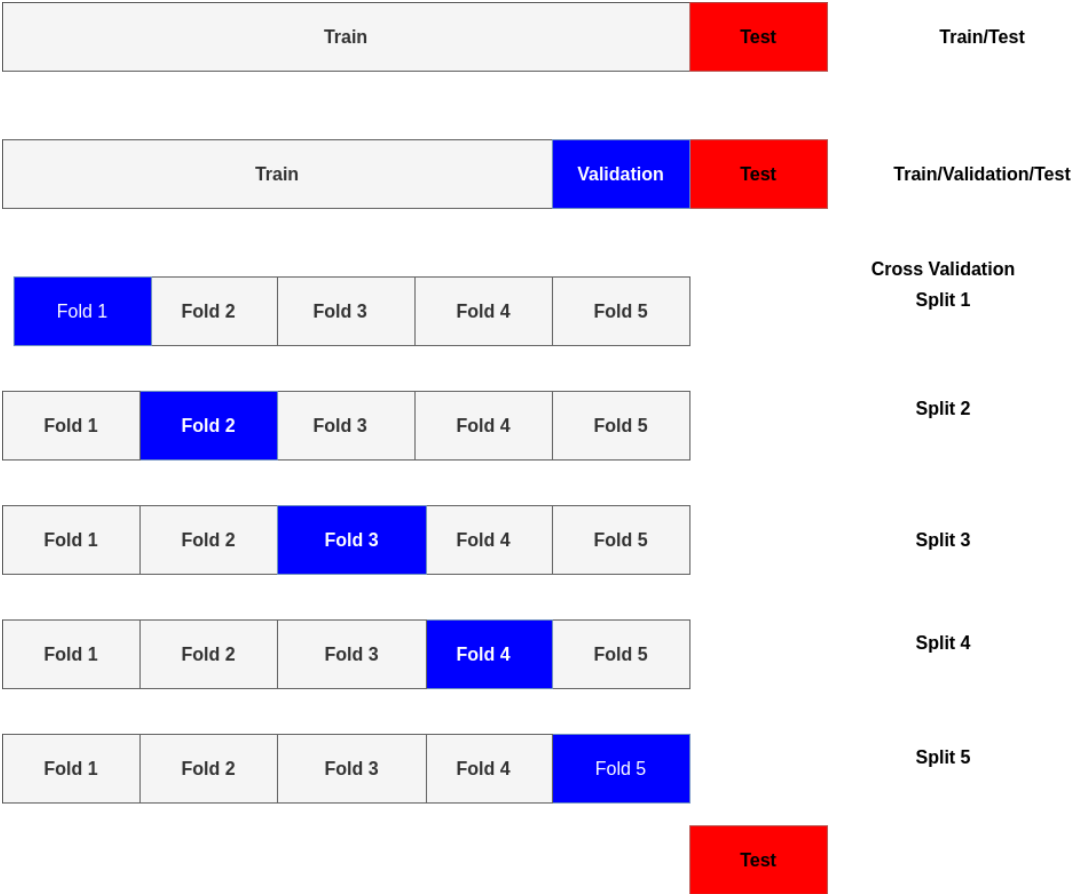 Train Test Train/Test
Train Validation Test Train/Validation/Test
Cross Validation
Fold 1 Fold 2 Fold 3 Fold 4 Fold 5 Split 1
Fold 1 Fold 2 Fold 3 Fold 4 Fold 5 Split 2
Fold 1 Fold 2 Fold 3 Fold 4 Fold 5 Split 3
Fold 1 Fold 2 Fold 3 Fold 4 Fold 5 Split 4
Fold 1 Fold 2 Fold 3 Fold 4 Fold 5 Split 5
Test